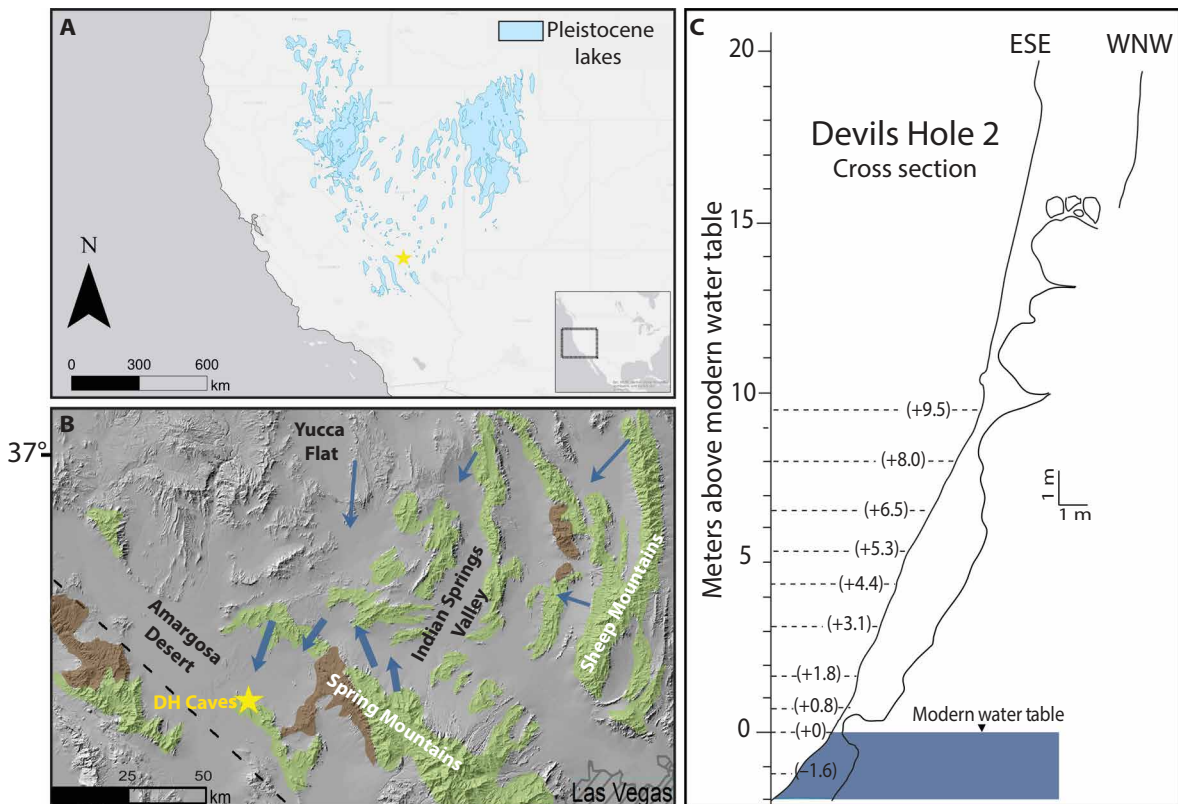 A
Pleistocene
lakes
N
0 300 600
km
B
37°
Yucca
Flat
Amargosa
Desert
Indian Springs
Valley
Sheep Mountains
DH Caves
Spring Mountains
25 50
km
Las Vegas
C
ESE WNW
Devils Hole 2
Cross section
Meters above modern water table
20
15
10
5
0
(+9.5)
(+8.0)
(+6.5)
(+5.3)
(+4.4)
(+3.1)
(+1.8)
(+0.8)
(+0)
(−1.6)
1 m
1 m
Modern water table